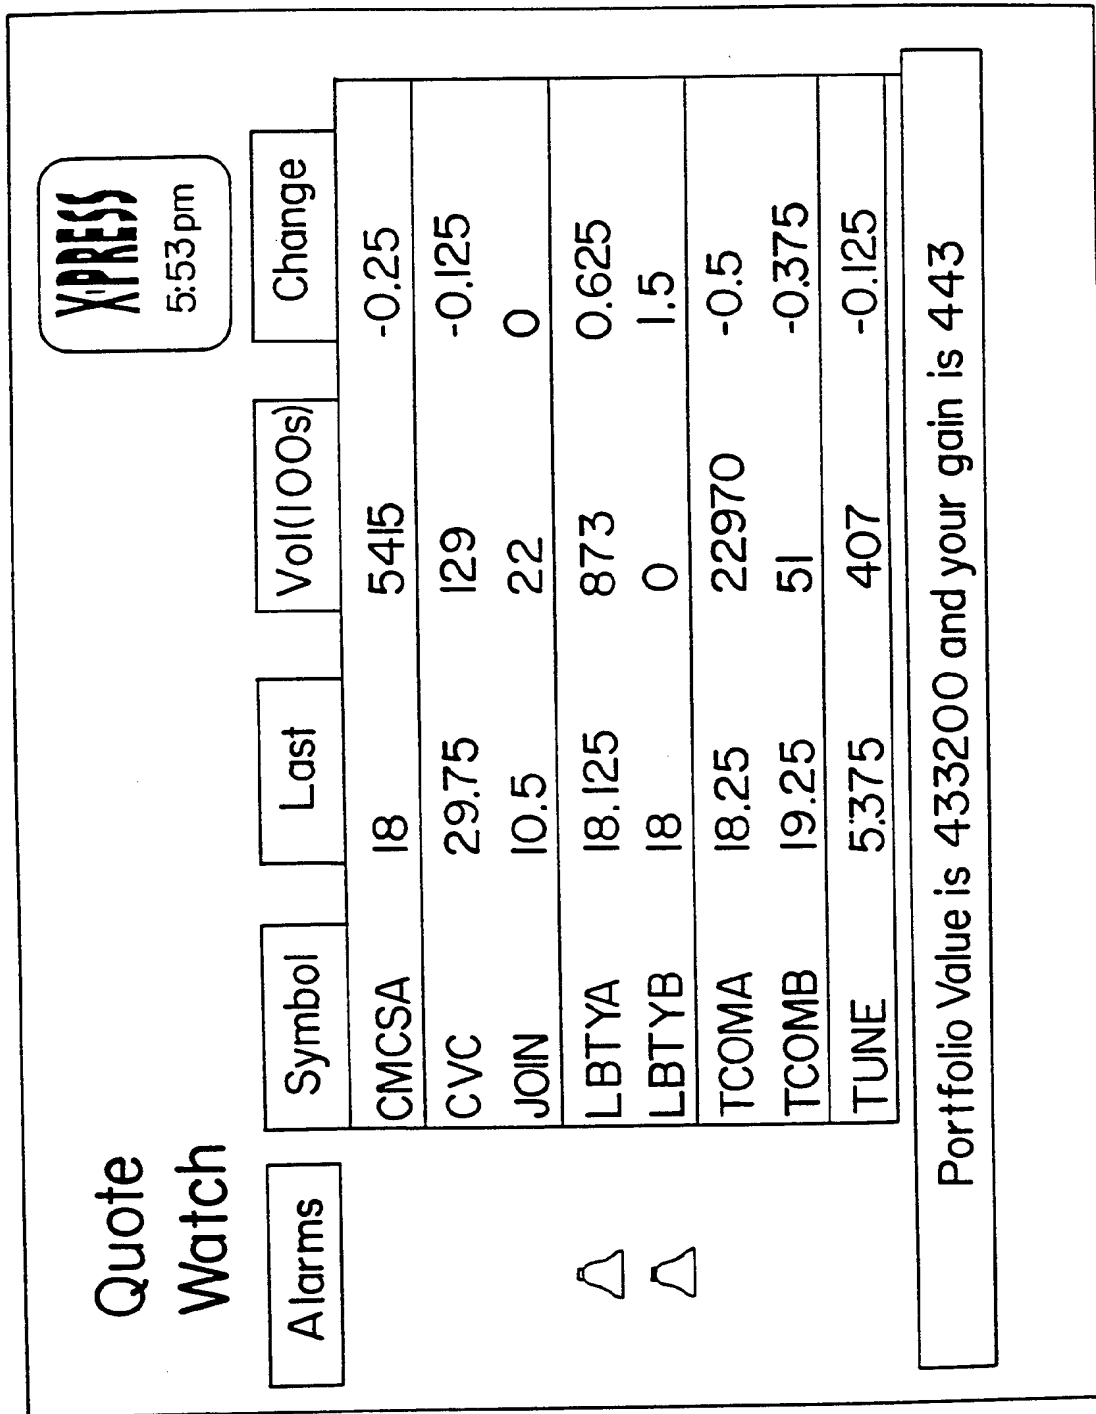 Quote
Watch
X·PRESS
5:53pm
Alarms Symbol Last Vol(100s) Change
CMCSA 18 5415 -0.25
CVC 29.75 129 -0.125
JOIN 10.5 22 0
LBTYA 18.125 873 0.625
LBTYB 18 0 1.5
TCOMA 18.25 22970 -0.5
TCOMB 19.25 51 -0.375
TUNE 5.375 407 -0.125
Portfolio Value is 433200 and your gain is 443